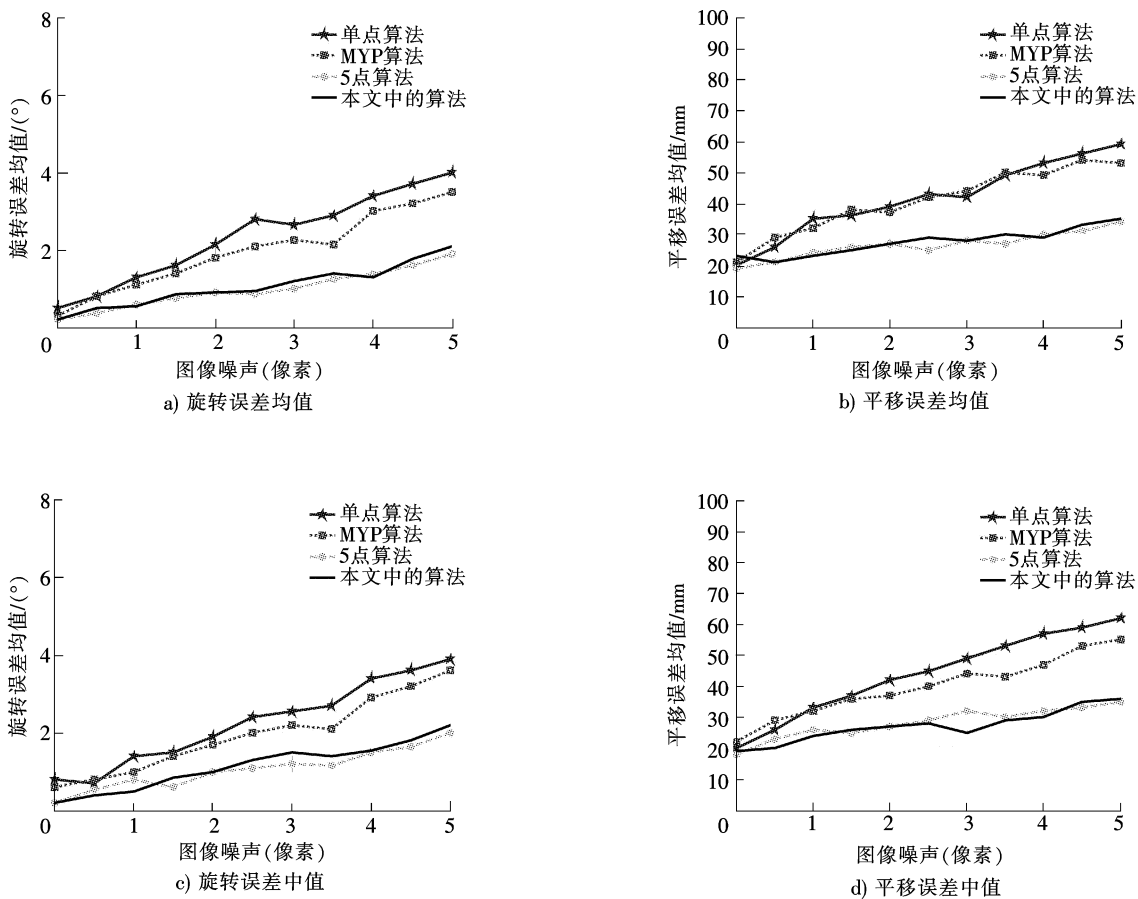 8
6
4
2
0
1
2
3
4
5
旋转误差均值/(°)
单点算法
MYP算法
5点算法
本文中的算法
图像噪声(像素)
a) 旋转误差均值
100
90
80
70
60
50
40
30
20
10
0
1
2
3
4
5
平移误差均值/mm
单点算法
MYP算法
5点算法
本文中的算法
图像噪声(像素)
b) 平移误差均值
8
6
4
2
0
1
2
3
4
5
旋转误差均值/(°)
单点算法
MYP算法
5点算法
本文中的算法
图像噪声(像素)
c) 旋转误差中值
100
90
80
70
60
50
40
30
20
10
0
1
2
3
4
5
平移误差均值/mm
单点算法
MYP算法
5点算法
本文中的算法
图像噪声(像素)
d) 平移误差中值